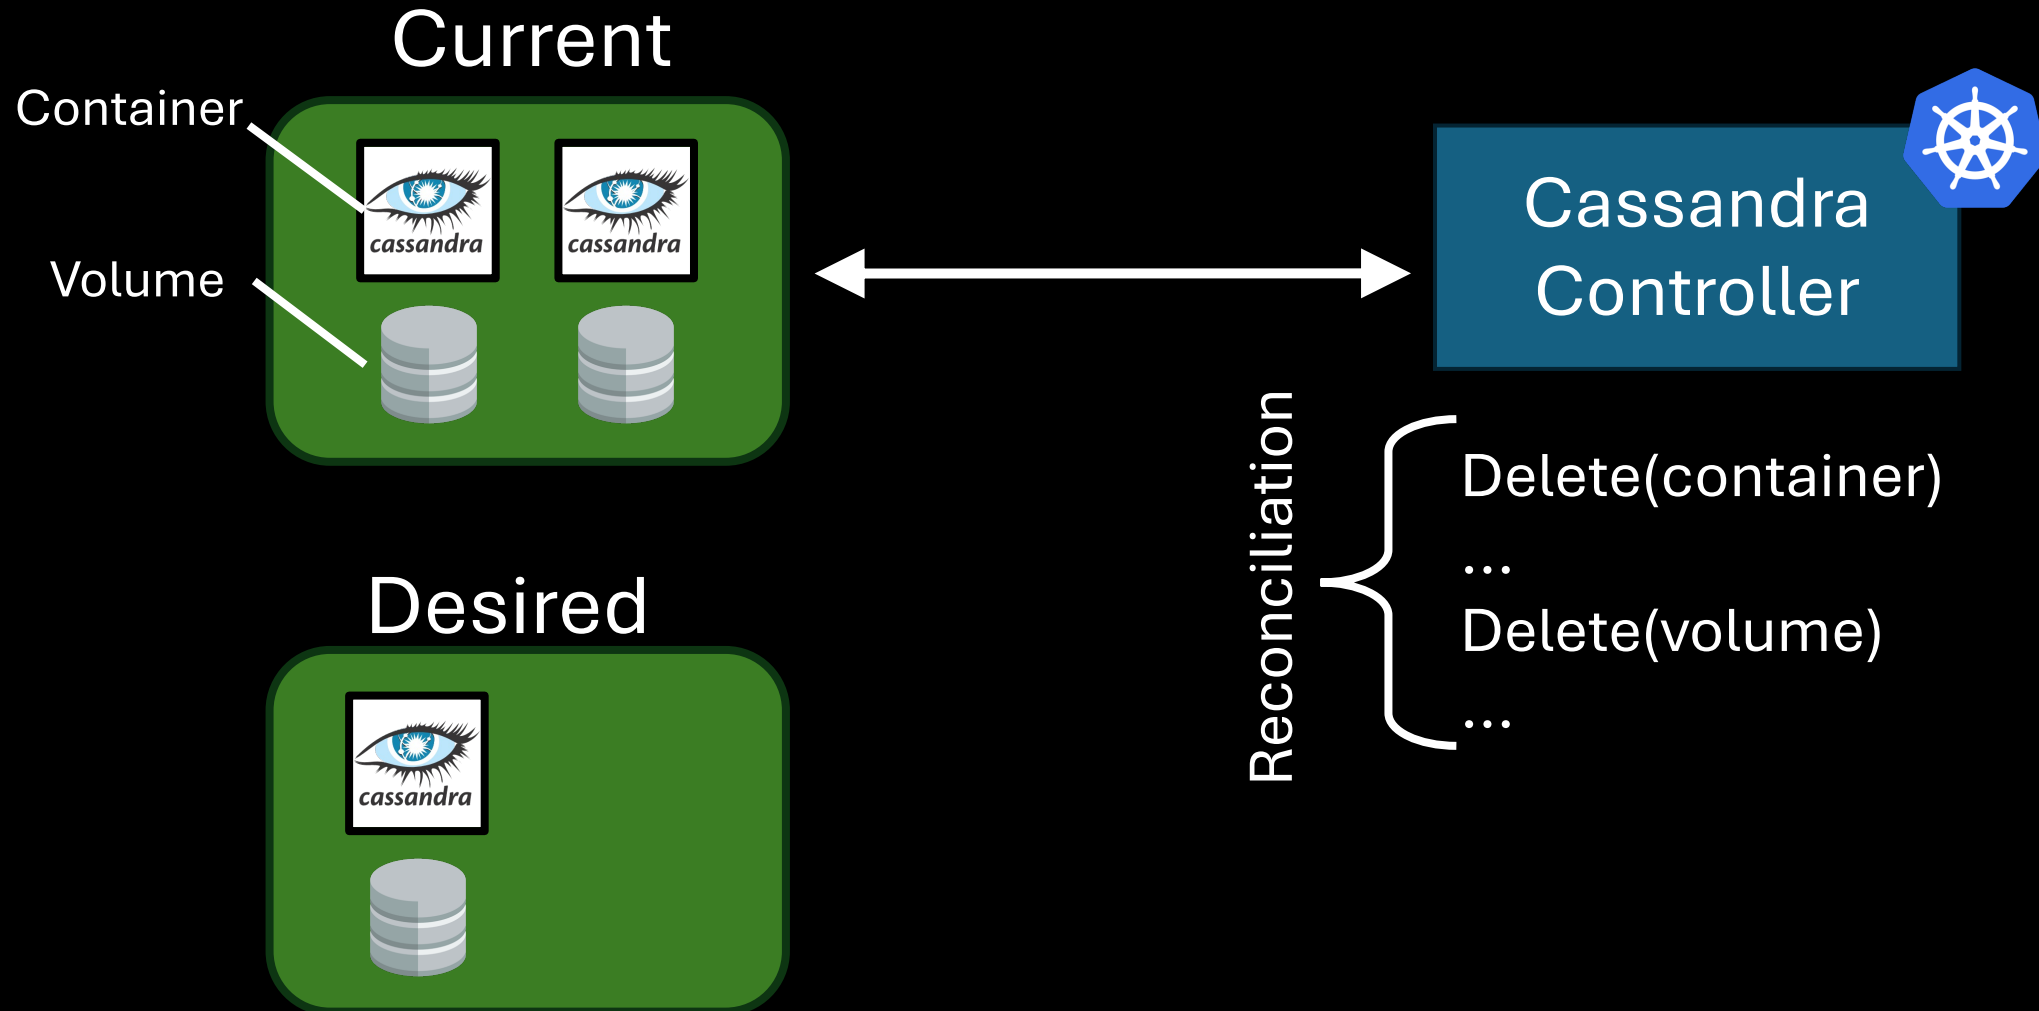 Current
Container
Volume
cassandra
cassandra
Cassandra
Controller
Reconciliation
Delete(container)
...
Delete(volume)
...
Desired
cassandra